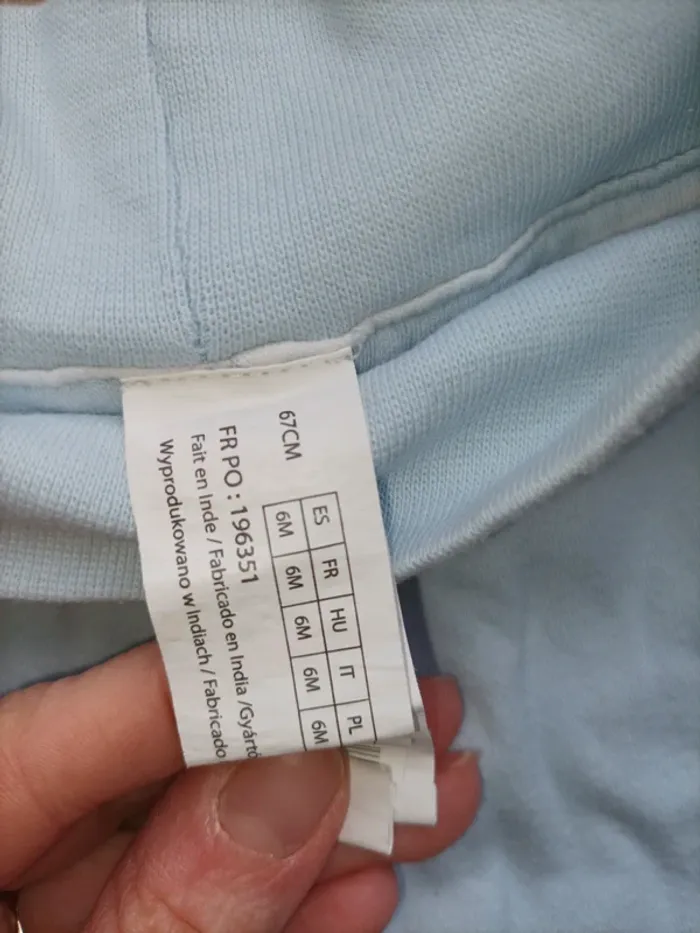 67CM
ES FR HU IT PL
6M 6M 6M 6M 6M
FR PO : 196351
Fait en Inde / Fabricado en India /Gyártó
Wyprodukowano w Indiach / Fabricado